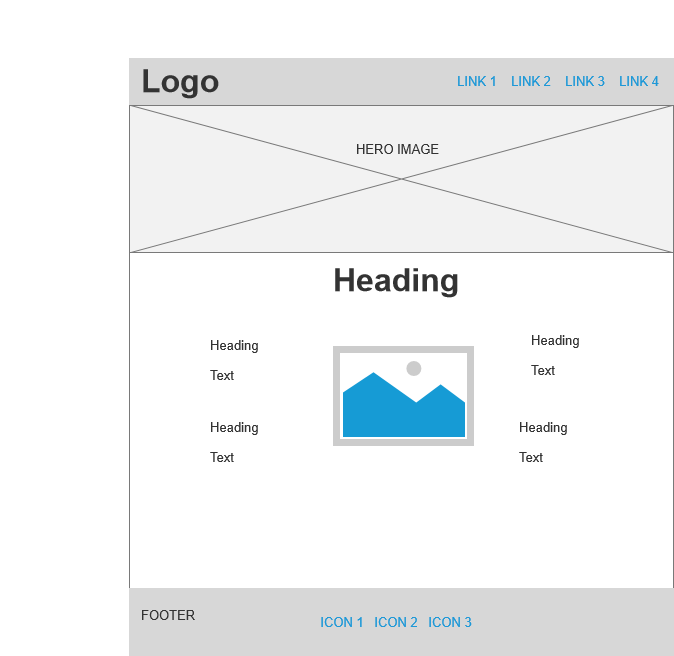 Logo
LINK 1 LINK 2 LINK 3 LINK 4
HERO IMAGE
Heading
Heading
Text
Heading
Text
Heading
Text
Heading
Text
FOOTER
ICON 1 ICON 2 ICON 3